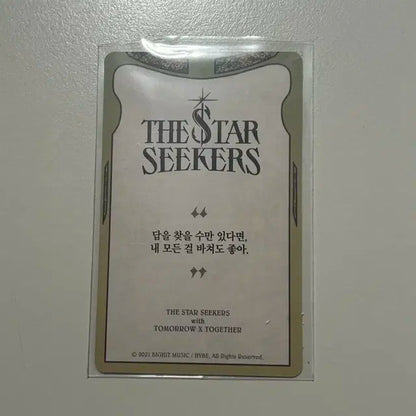 THE STAR
SEEKERS
“
답을 찾을 수만 있다면,
내 모든 걸 바쳐도 좋아.
”
THE STAR SEEKERS
with
TOMORROW X TOGETHER
© 2021 BIGHIT MUSIC / HYBE. All Rights Reserved.